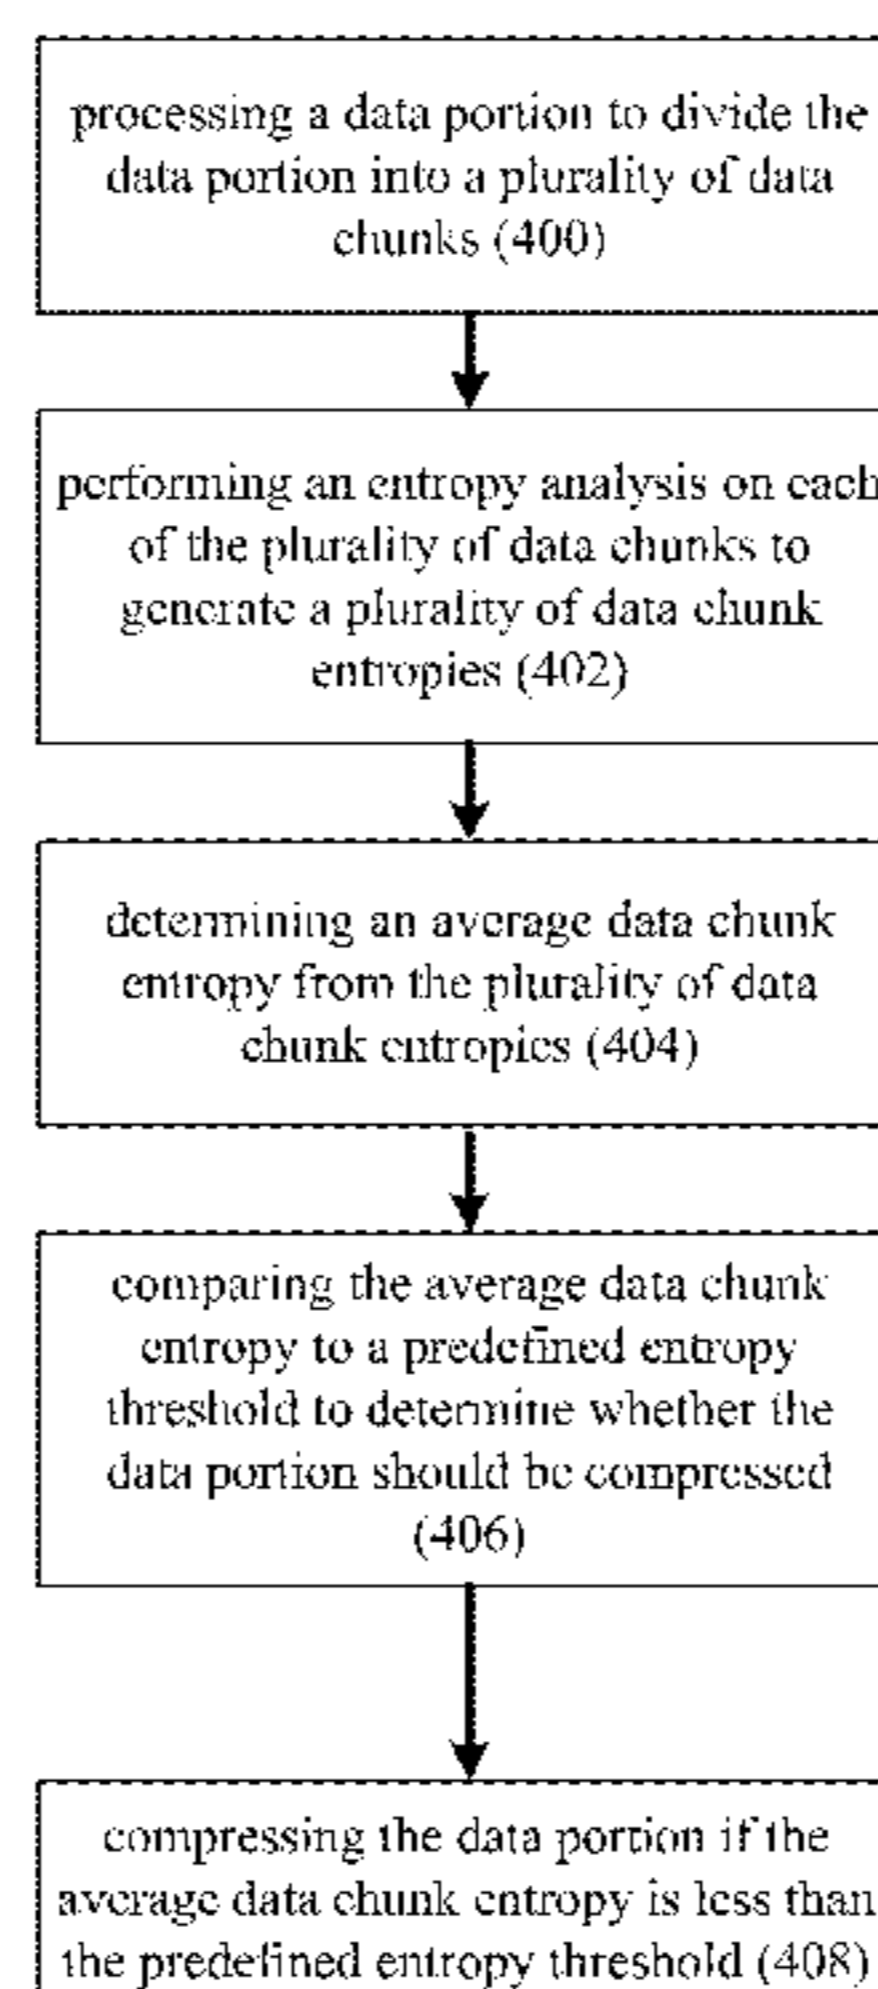 processing a data portion to divide the
data portion into a plurality of data
chunks (400)
performing an entropy analysis on each
of the plurality of data chunks to
generate a plurality of data chunk
entropies (402)
determining an average data chunk
entropy from the plurality of data
chunk entropies (404)
comparing the average data chunk
entropy to a predefined entropy
threshold to determine whether the
data portion should be compressed
(406)
compressing the data portion if the
average data chunk entropy is less than
the predefined entropy threshold (408)